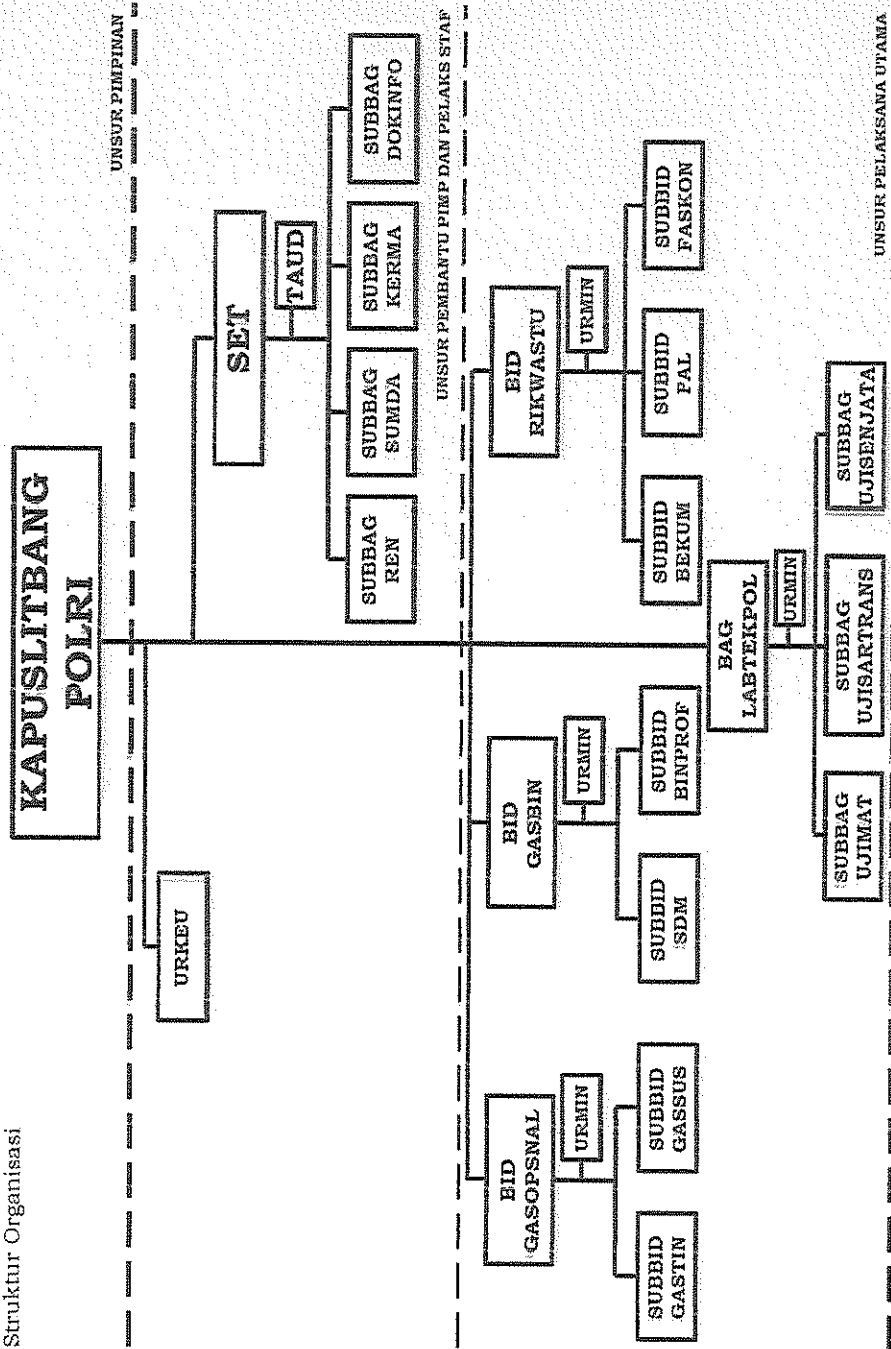 Struktur Organisasi
KAPUSLITBANG
POLRI
UNSUR PIMPINAN
URKEU
SET
TAUD
SUBBAG
REN
SUBBAG
SUMDA
SUBBAG
KERMA
SUBBAG
DOKINFO
UNSUR PEMBANTU PIMP DAN PELAKS STAF
BID
GASOPSNAL
URMIN
SUBBID
GASTIN
SUBBID
GASSUS
BID
GASBIN
URMIN
SUBBID
SDM
SUBBID
BINPROF
BID
RIKWASTU
URMIN
SUBBID
BEKUM
SUBBID
PAL
SUBBID
FASKON
BAG
LABTEKPOL
URMIN
SUBBAG
UJIMAT
SUBBAG
UJISARTRANS
SUBBAG
UJISENJATA
UNSUR PELAKSANA UTAMA